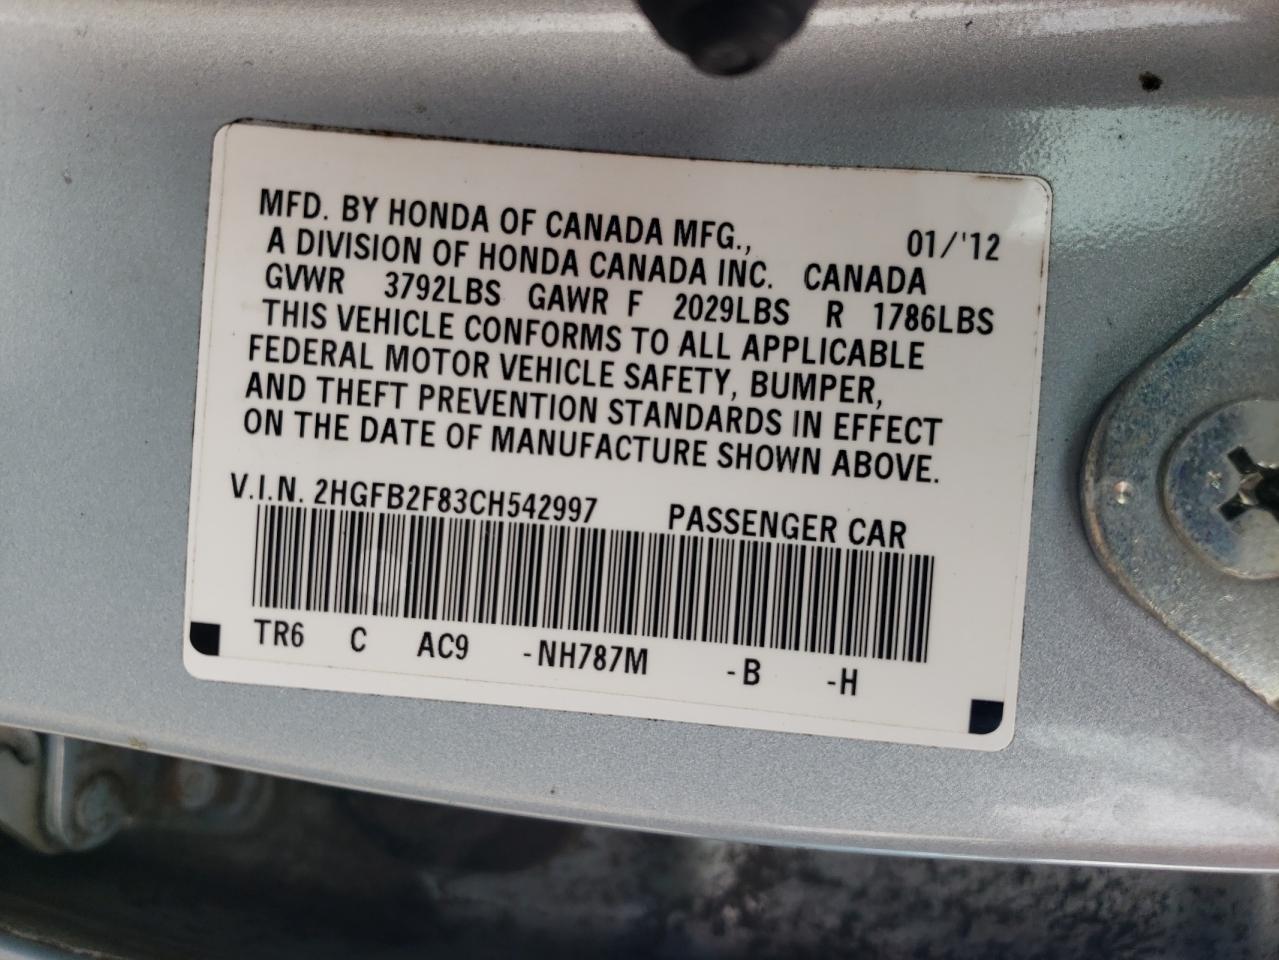 MFD. BY HONDA OF CANADA MFG., 01/'12
A DIVISION OF HONDA CANADA INC. CANADA
GVWR 3792LBS GAWR F 2029LBS R 1786LBS
THIS VEHICLE CONFORMS TO ALL APPLICABLE
FEDERAL MOTOR VEHICLE SAFETY, BUMPER,
AND THEFT PREVENTION STANDARDS IN EFFECT
ON THE DATE OF MANUFACTURE SHOWN ABOVE.
V.I.N. 2HGFB2F83CH542997 PASSENGER CAR
TR6 C AC9 -NH787M -B -H